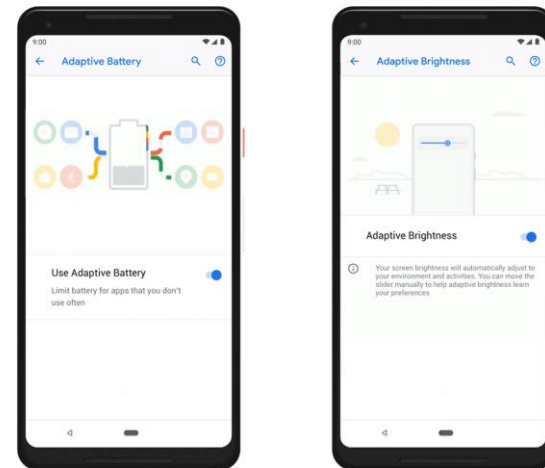 9:00
Adaptive Battery
Use Adaptive Battery
Limit battery for apps that you don't
use often
9:00
Adaptive Brightness
Adaptive Brightness
Your screen brightness will automatically adjust to
your environment and activities. You can move the
slider manually to help adaptive brightness learn
your preferences.